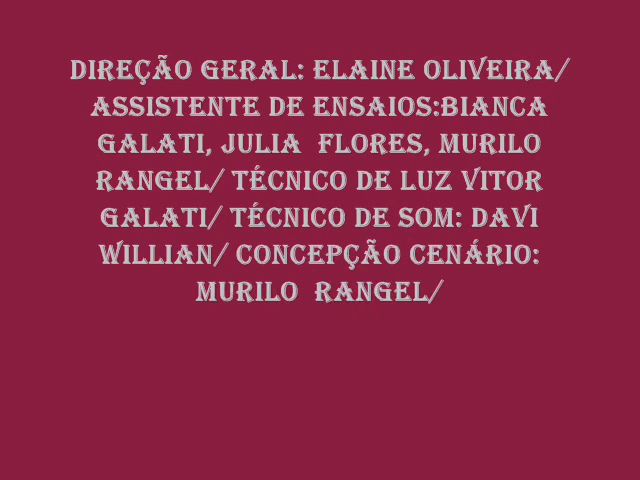 DIREÇÃO GERAL: ELAINE OLIVEIRA/
ASSISTENTE DE ENSAIOS:BIANCA
GALATI, JULIA  FLORES, MURILO
RANGEL/ TÉCNICO DE LUZ VITOR
GALATI/ TÉCNICO DE SOM: DAVI
WILLIAN/ CONCEPÇÃO CENÁRIO:
MURILO  RANGEL/